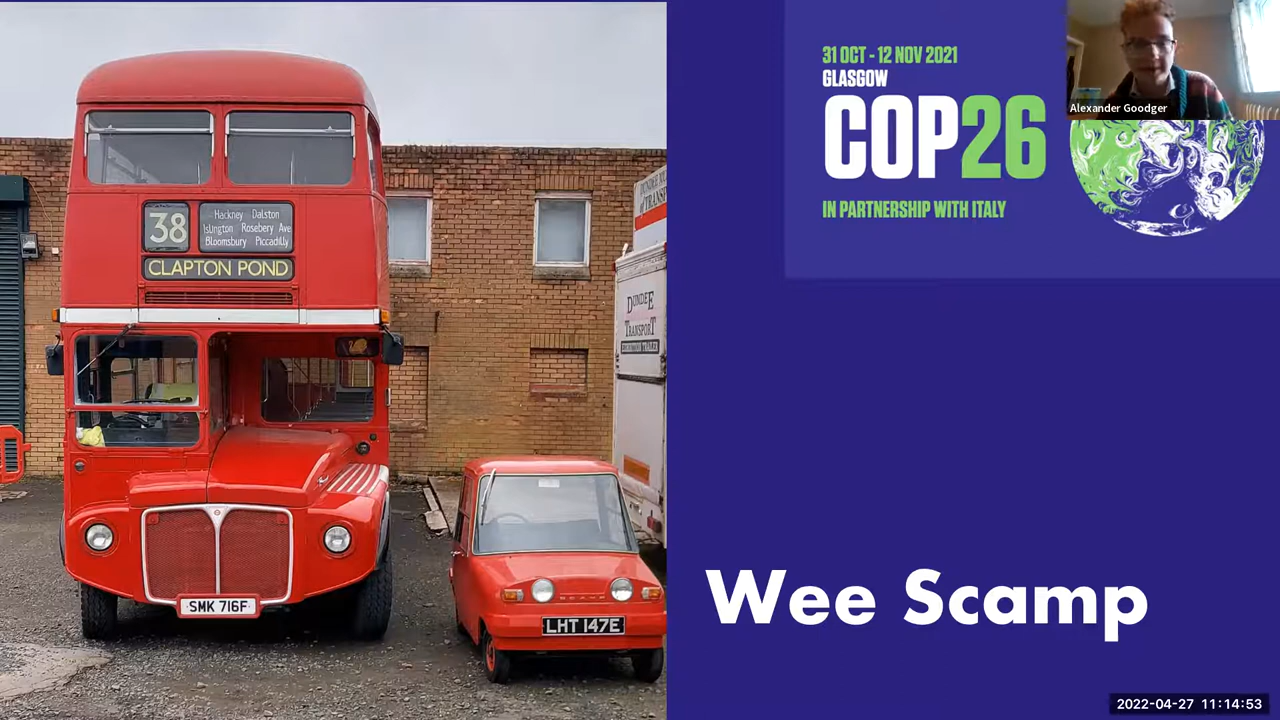 31 OCT - 12 NOV 2021
GLASGOW
COP26
IN PARTNERSHIP WITH ITALY
Alexander Goodger
38
Hackney Dalston
Islington Rosebery Ave
Bloomsbury Piccadilly
CLAPTON POND
SMK 716F
DUNDEE
TRANSPORT
SCAMP
LHT 147E
Wee Scamp
2022-04-27 11:14:53